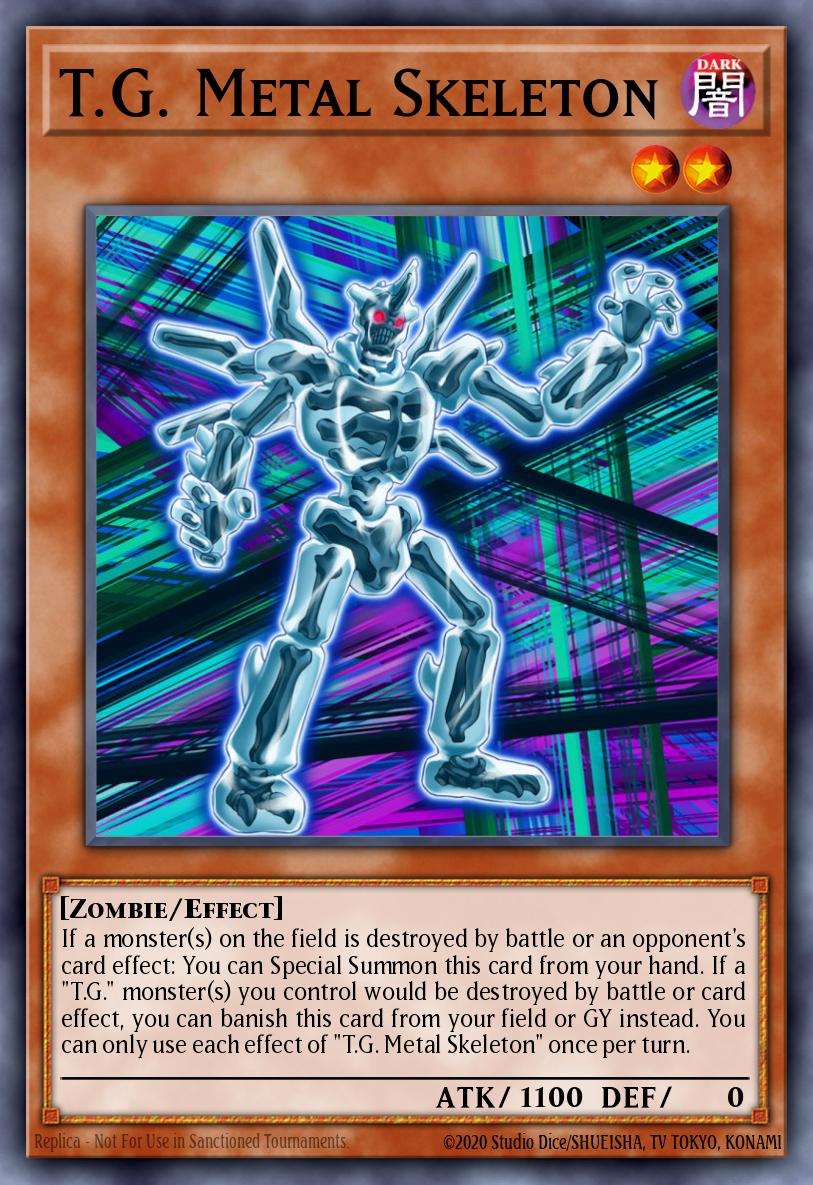 T.G. Metal Skeleton
DARK
闇
[Zombie/Effect]
If a monster(s) on the field is destroyed by battle or an opponent's
card effect: You can Special Summon this card from your hand. If a
"T.G." monster(s) you control would be destroyed by battle or card
effect, you can banish this card from your field or GY instead. You
can only use each effect of "T.G. Metal Skeleton" once per turn.
ATK/ 1100 DEF/ 0
Replica - Not For Use in Sanctioned Tournaments.
©2020 Studio Dice/SHUEISHA, TV TOKYO, KONAMI